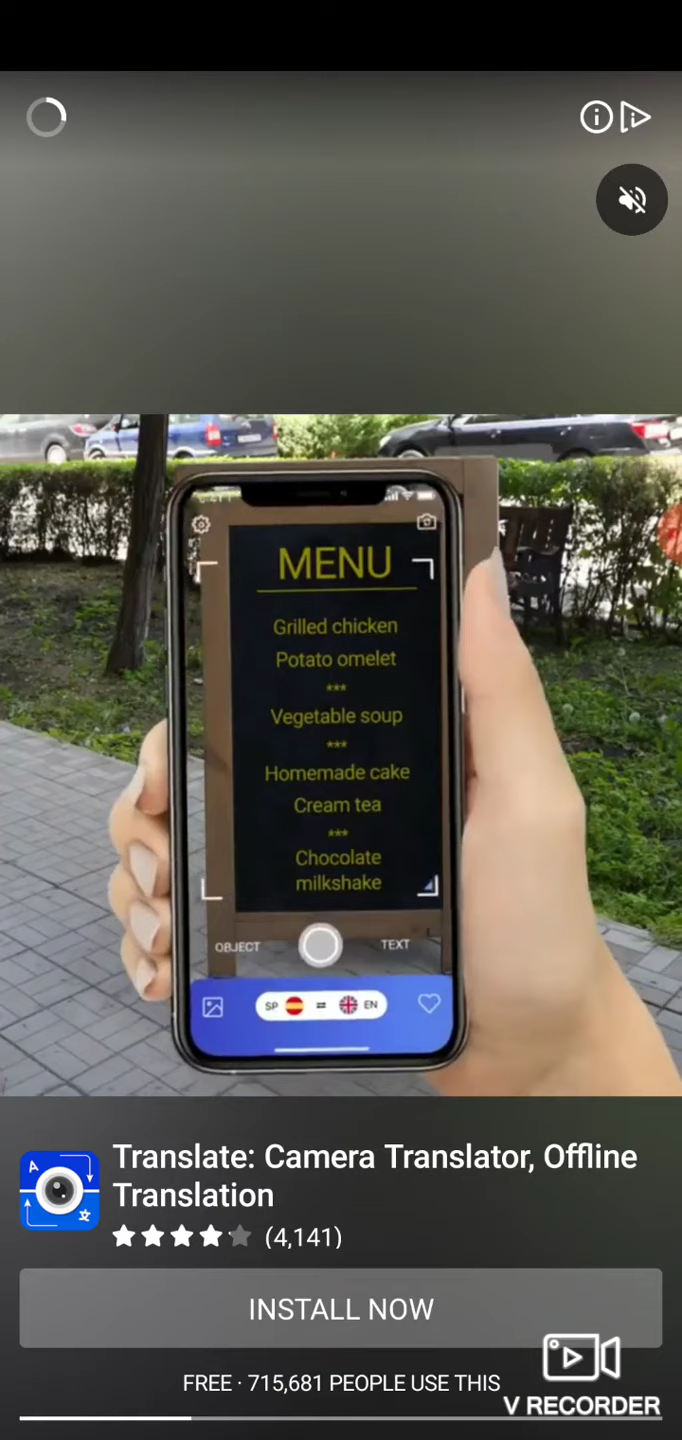 MENU
Grilled chicken
Potato omelet
***
Vegetable soup
***
Homemade cake
Cream tea
***
Chocolate
milkshake
OBJECT
TEXT
SP
EN
Translate: Camera Translator, Offline
Translation
(4,141)
INSTALL NOW
FREE · 715,681 PEOPLE USE THIS
V RECORDER